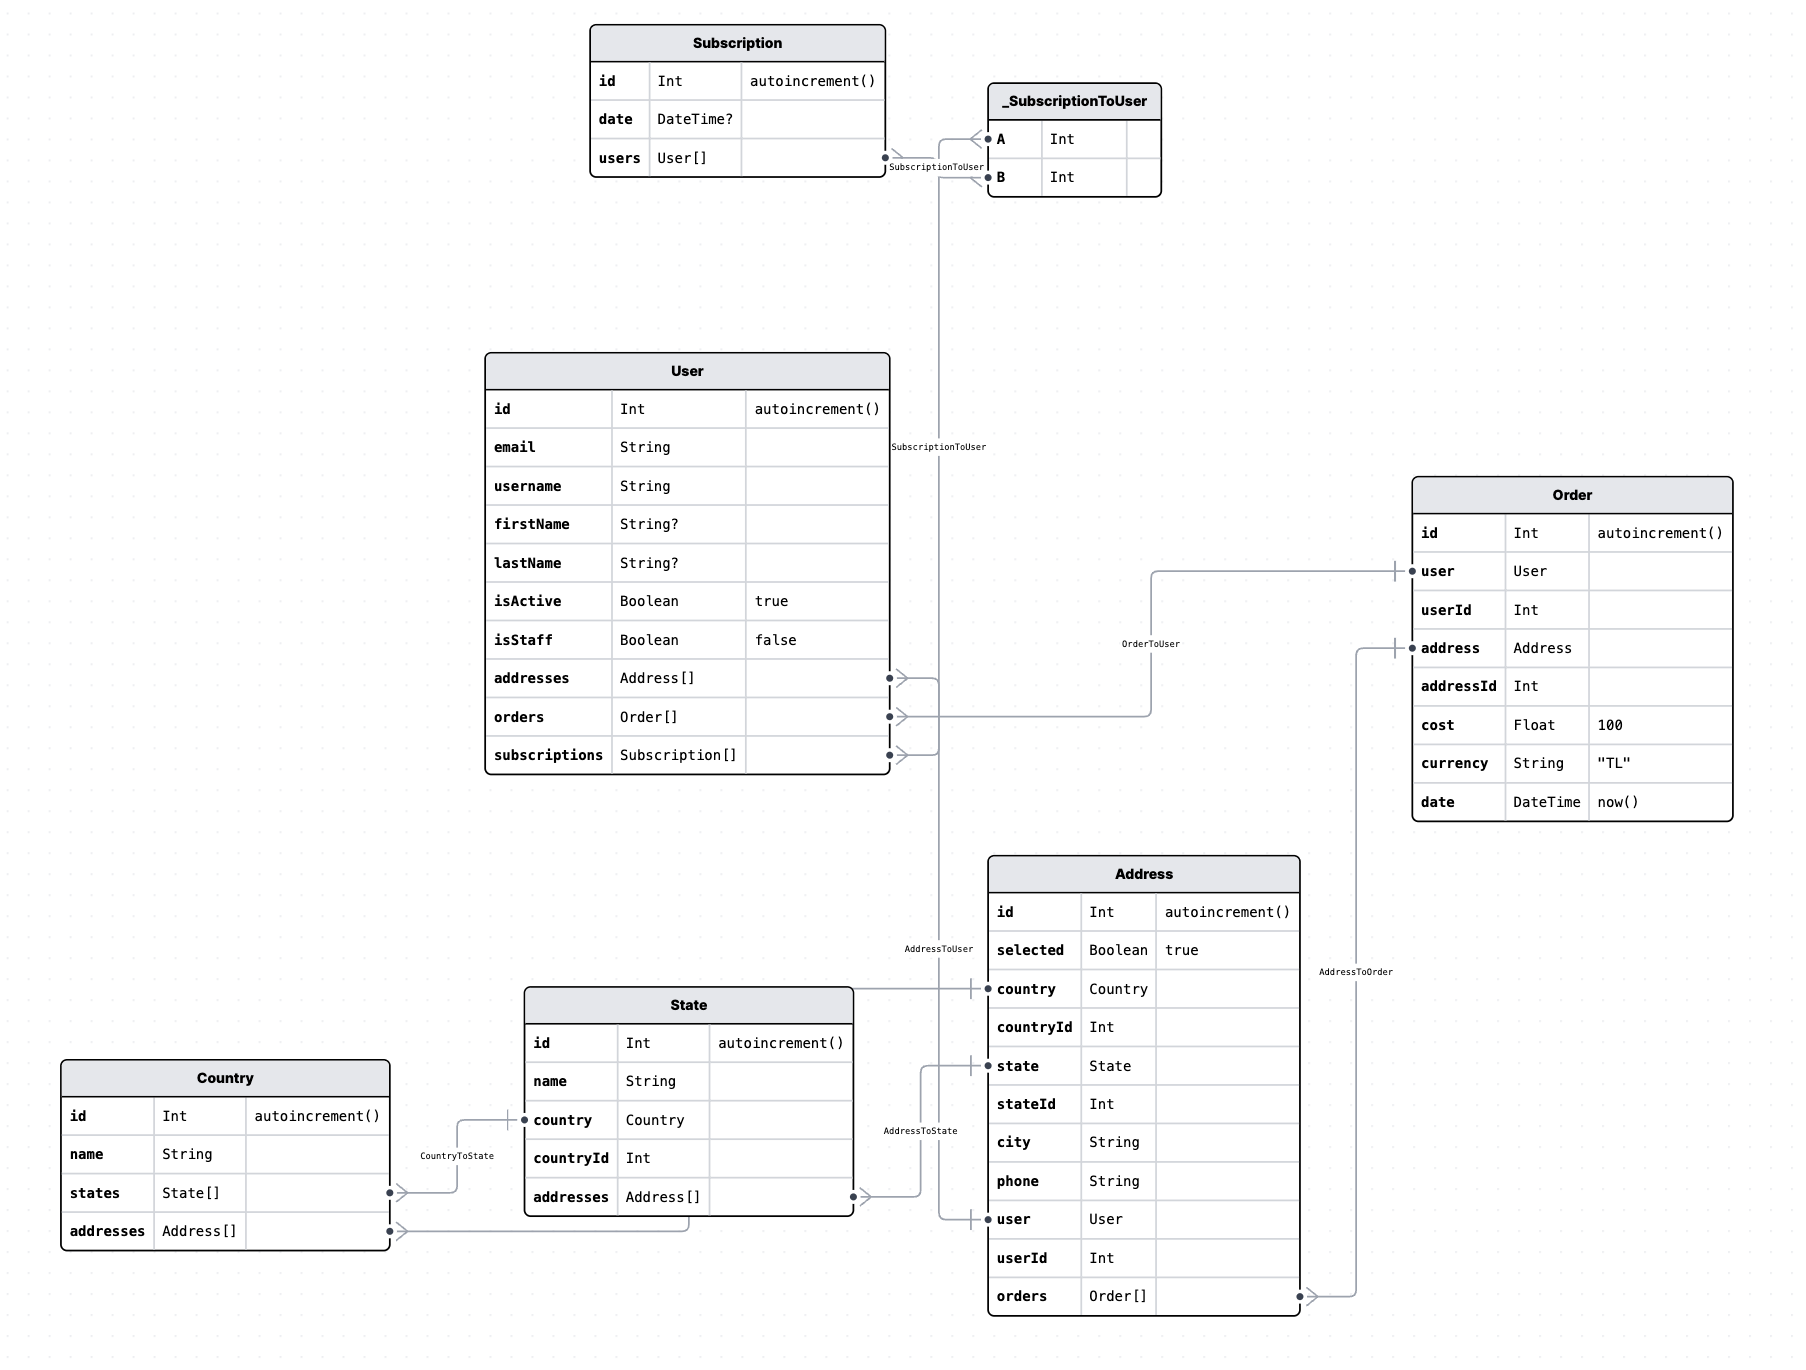 Subscription
id Int autoincrement()
date DateTime?
users User[]
SubscriptionToUser
_SubscriptionToUser
A Int
B Int
User
id Int autoincrement()
email String
username String
firstName String?
lastName String?
isActive Boolean true
isStaff Boolean false
addresses Address[]
orders Order[]
subscriptions Subscription[]
SubscriptionToUser
OrderToUser
Order
id Int autoincrement()
user User
userId Int
address Address
addressId Int
cost Float 100
currency String "TL"
date DateTime now()
AddressToUser
AddressToOrder
Address
id Int autoincrement()
selected Boolean true
country Country
countryId Int
state State
stateId Int
city String
phone String
user User
userId Int
orders Order[]
State
id Int autoincrement()
name String
country Country
countryId Int
addresses Address[]
AddressToState
CountryToState
Country
id Int autoincrement()
name String
states State[]
addresses Address[]